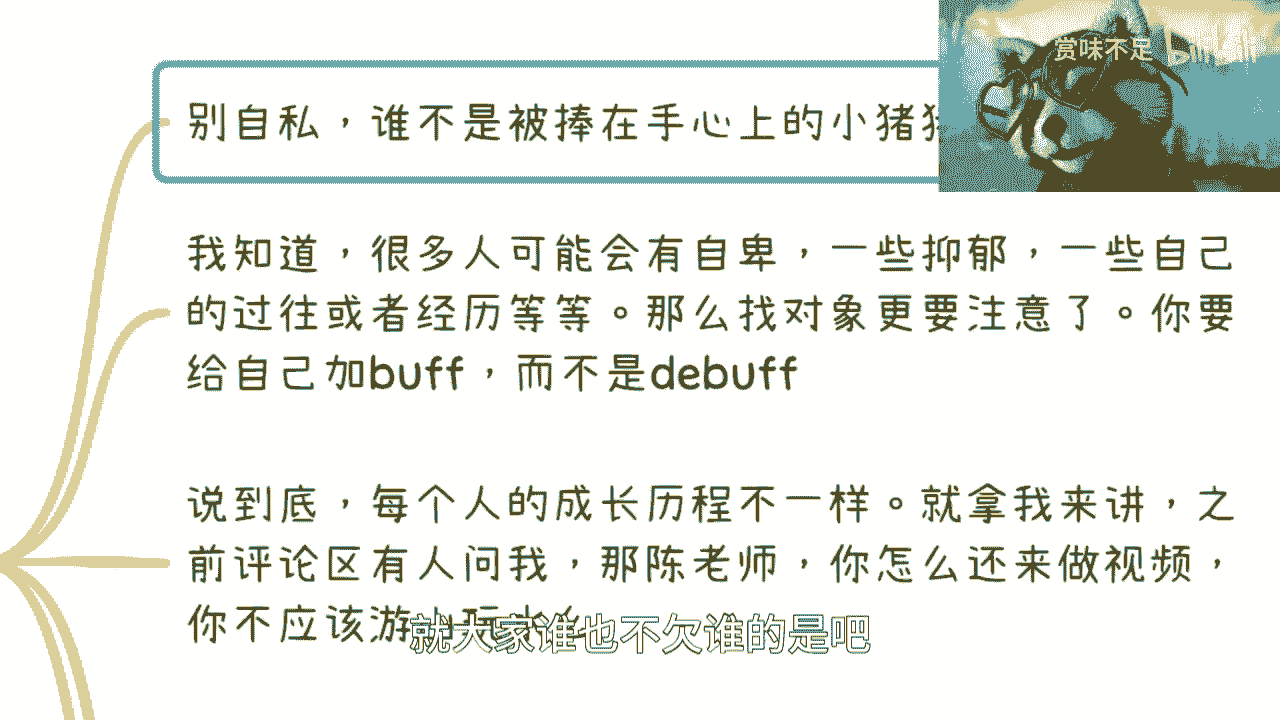 赏味不足 bilibili
别自私，谁不是被捧在手心上的小猪
我知道，很多人可能会有自卑，一些抑郁，一些自己
的过往或者经历等等。那么找对象更要注意了。你要
给自己加buff，而不是debuff
说到底，每个人的成长历程不一样。就拿我来讲，之
前评论区有人问我，那陈老师，你怎么还来做视频，
你不应该游山玩水么
就大家谁也不欠谁的是吧